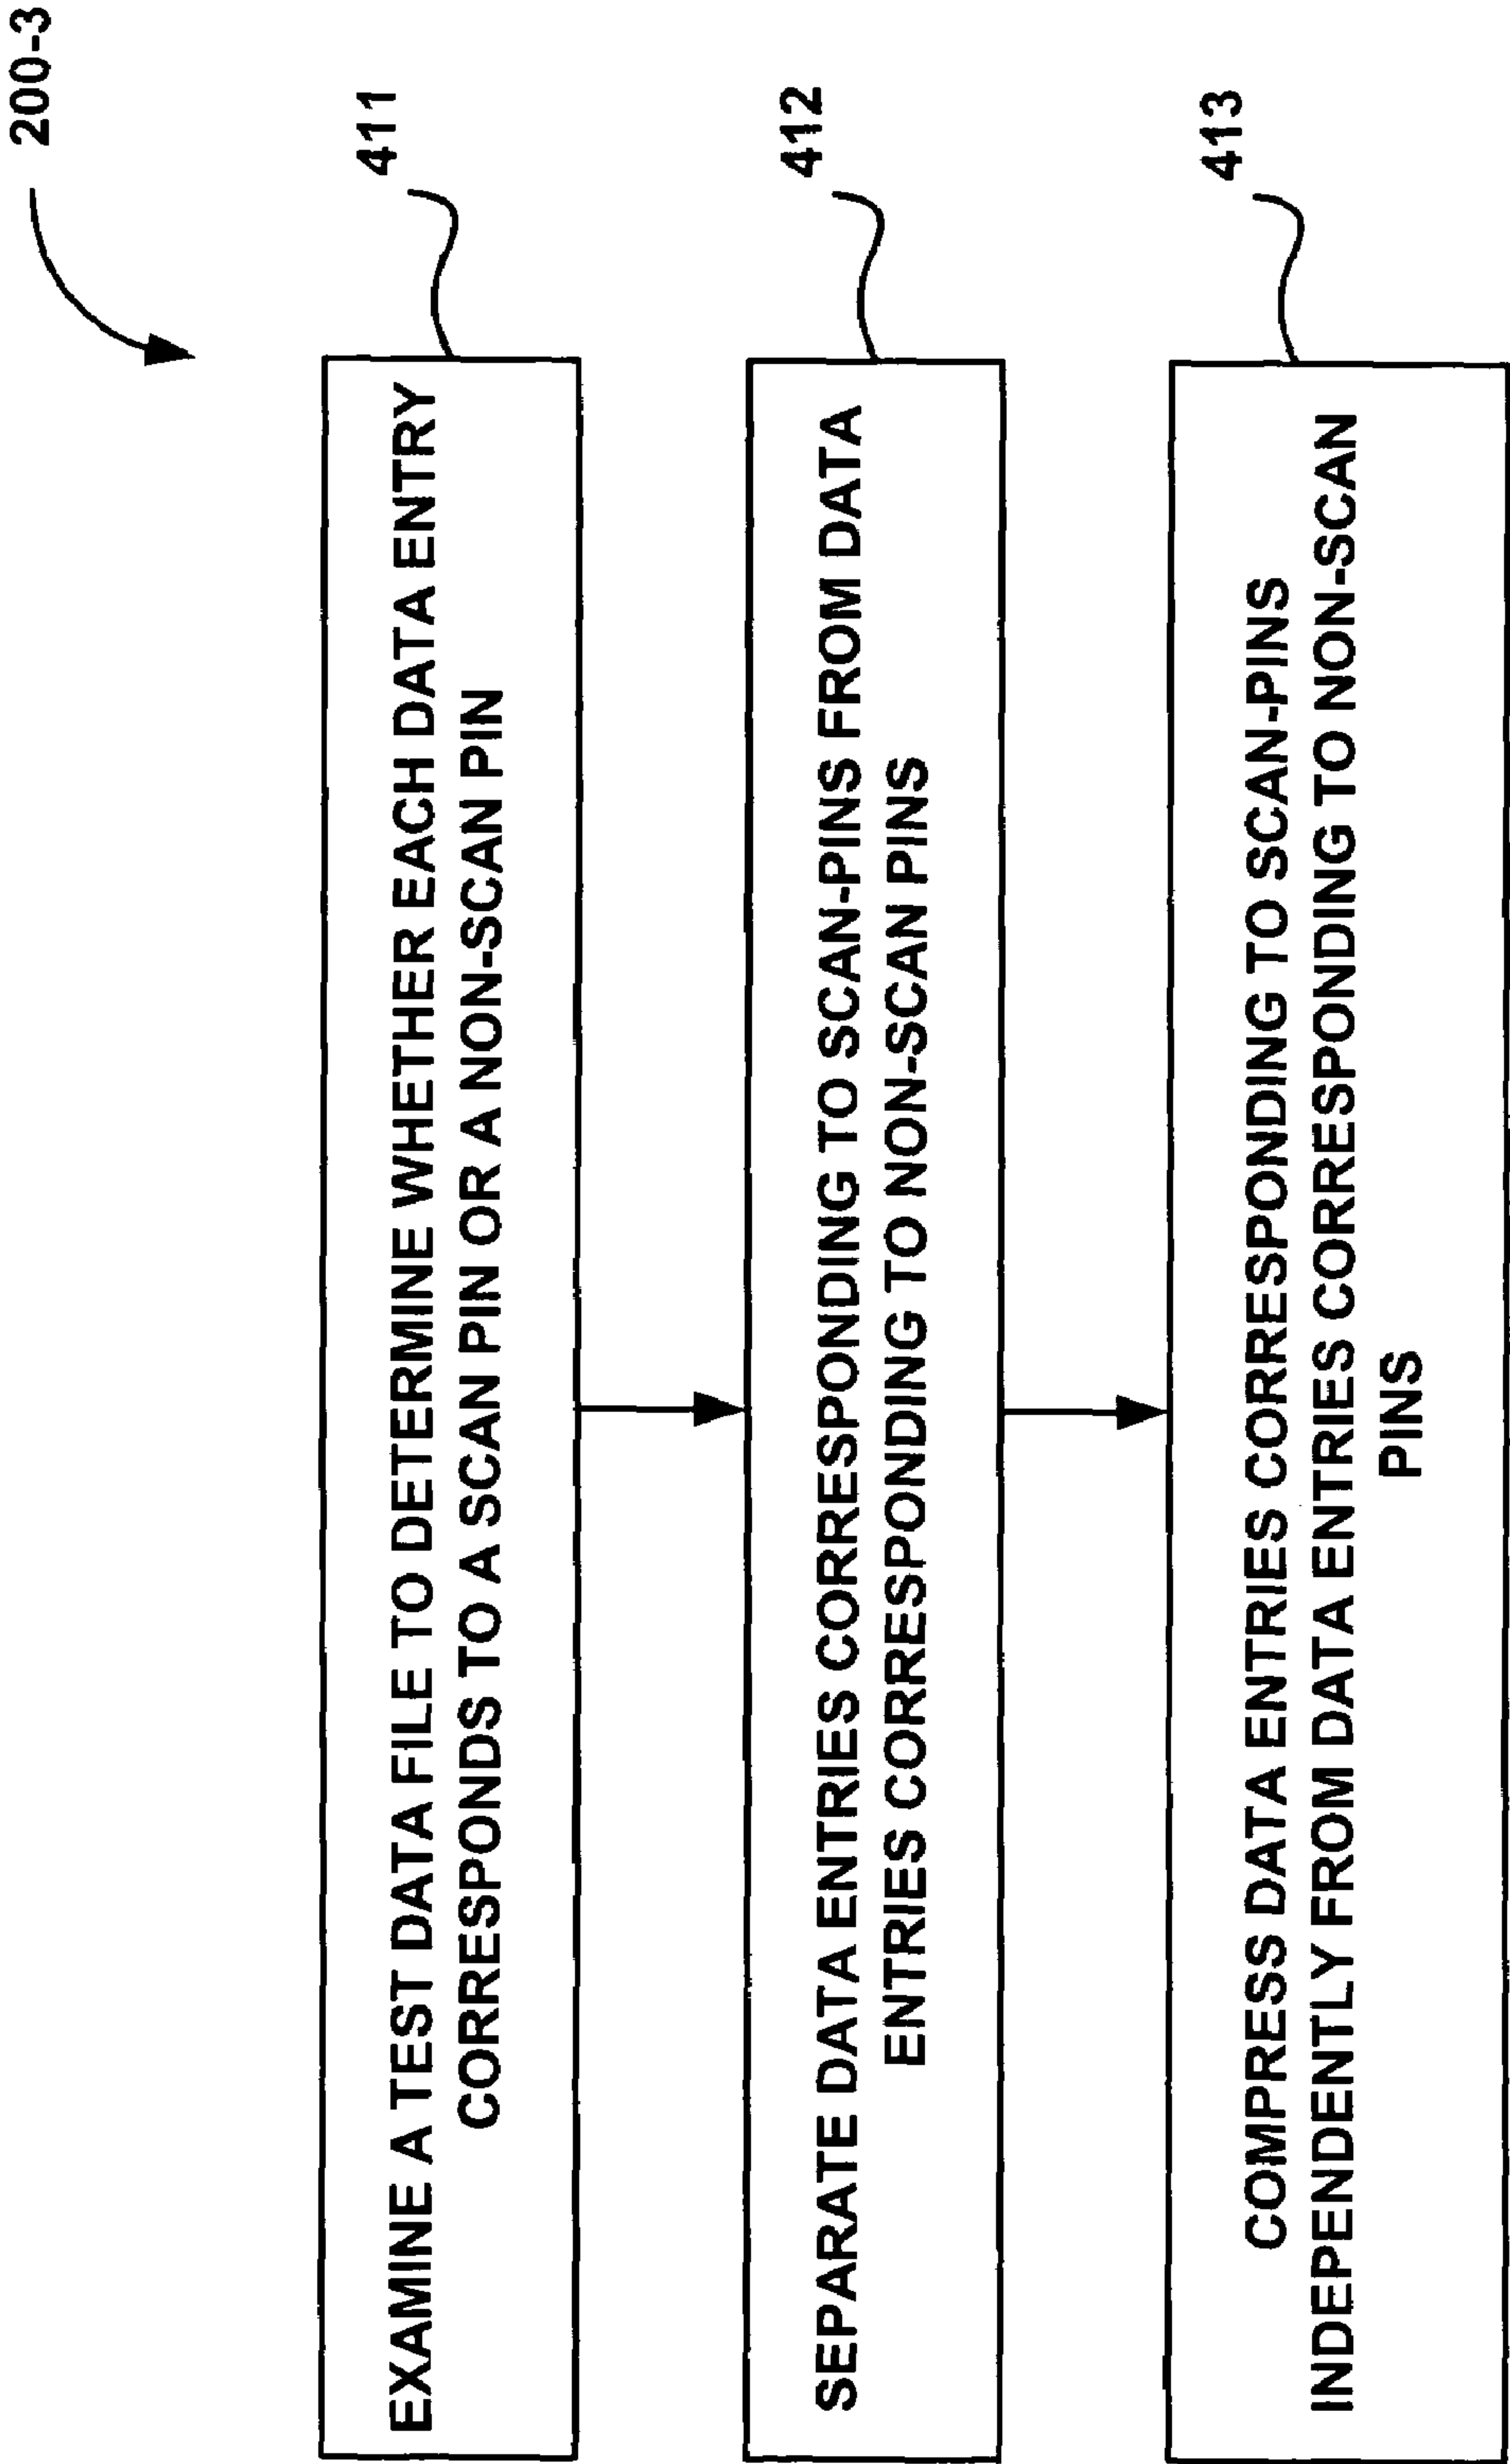 200-3
411
EXAMINE A TEST DATA FILE TO DETERMINE WHETHER EACH DATA ENTRY
CORRESPONDS TO A SCAN PIN OR A NON-SCAN PIN
412
SEPARATE DATA ENTRIES CORRESPONDING TO SCAN-PINS FROM DATA
ENTRIES CORRESPONDING TO NON-SCAN PINS
413
COMPRESS DATA ENTRIES CORRESPONDING TO SCAN-PINS
INDEPENDENTLY FROM DATA ENTRIES CORRESPONDING TO NON-SCAN
PINS